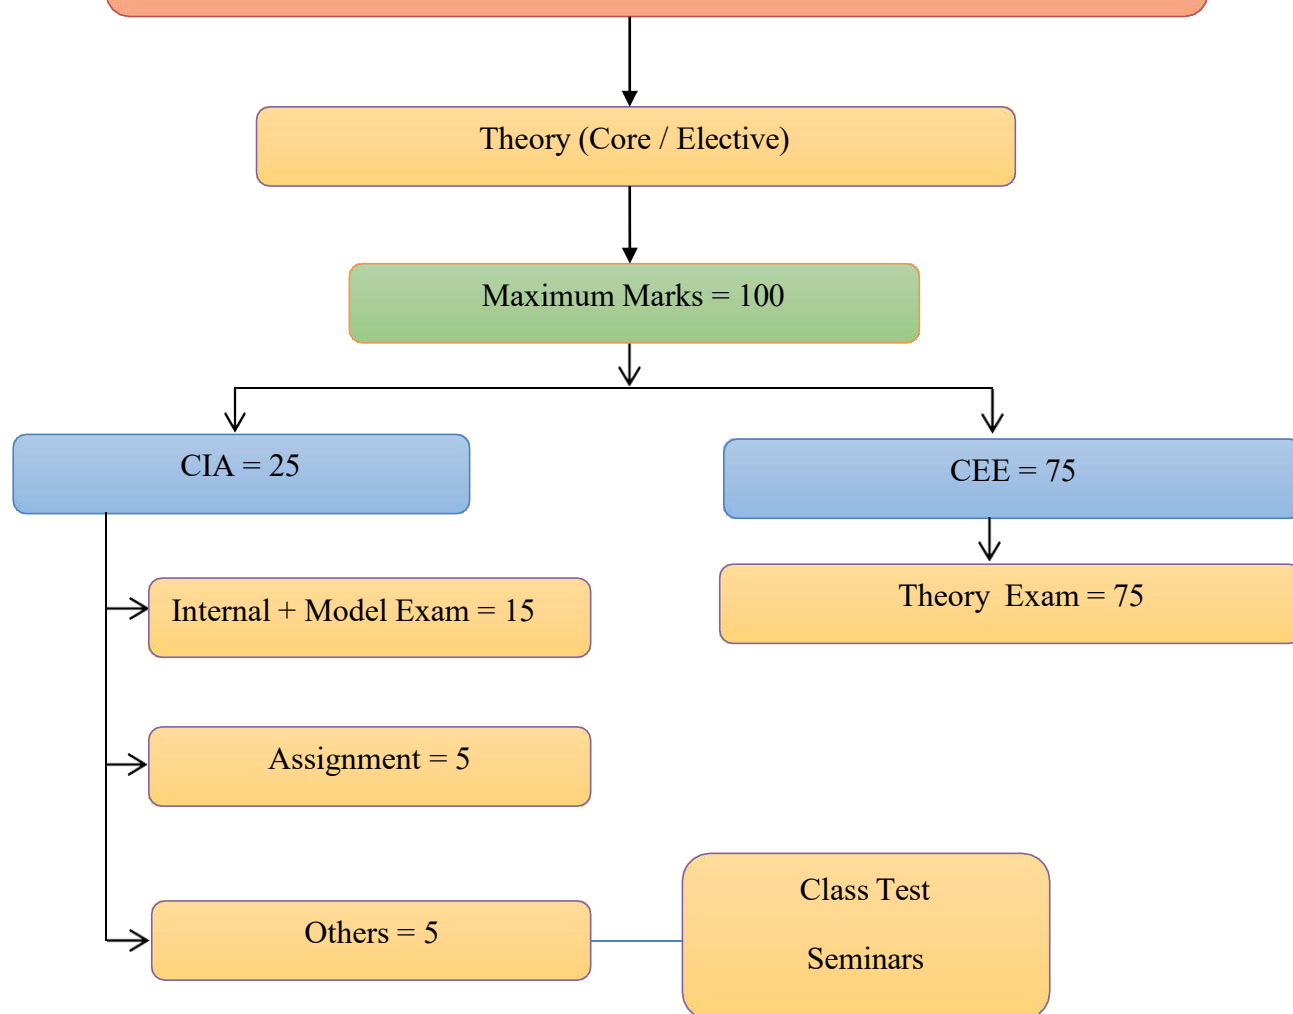 Theory (Core / Elective)
Maximum Marks = 100
CIA = 25
CEE = 75
Internal + Model Exam = 15
Theory  Exam = 75
Assignment = 5
Others = 5
Class Test
Seminars